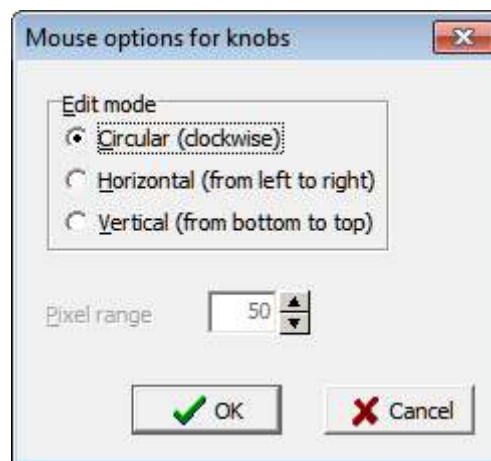 Mouse options for knobs
Edit mode
Circular (clockwise)
Horizontal (from left to right)
Vertical (from bottom to top)
Pixel range 50
OK Cancel